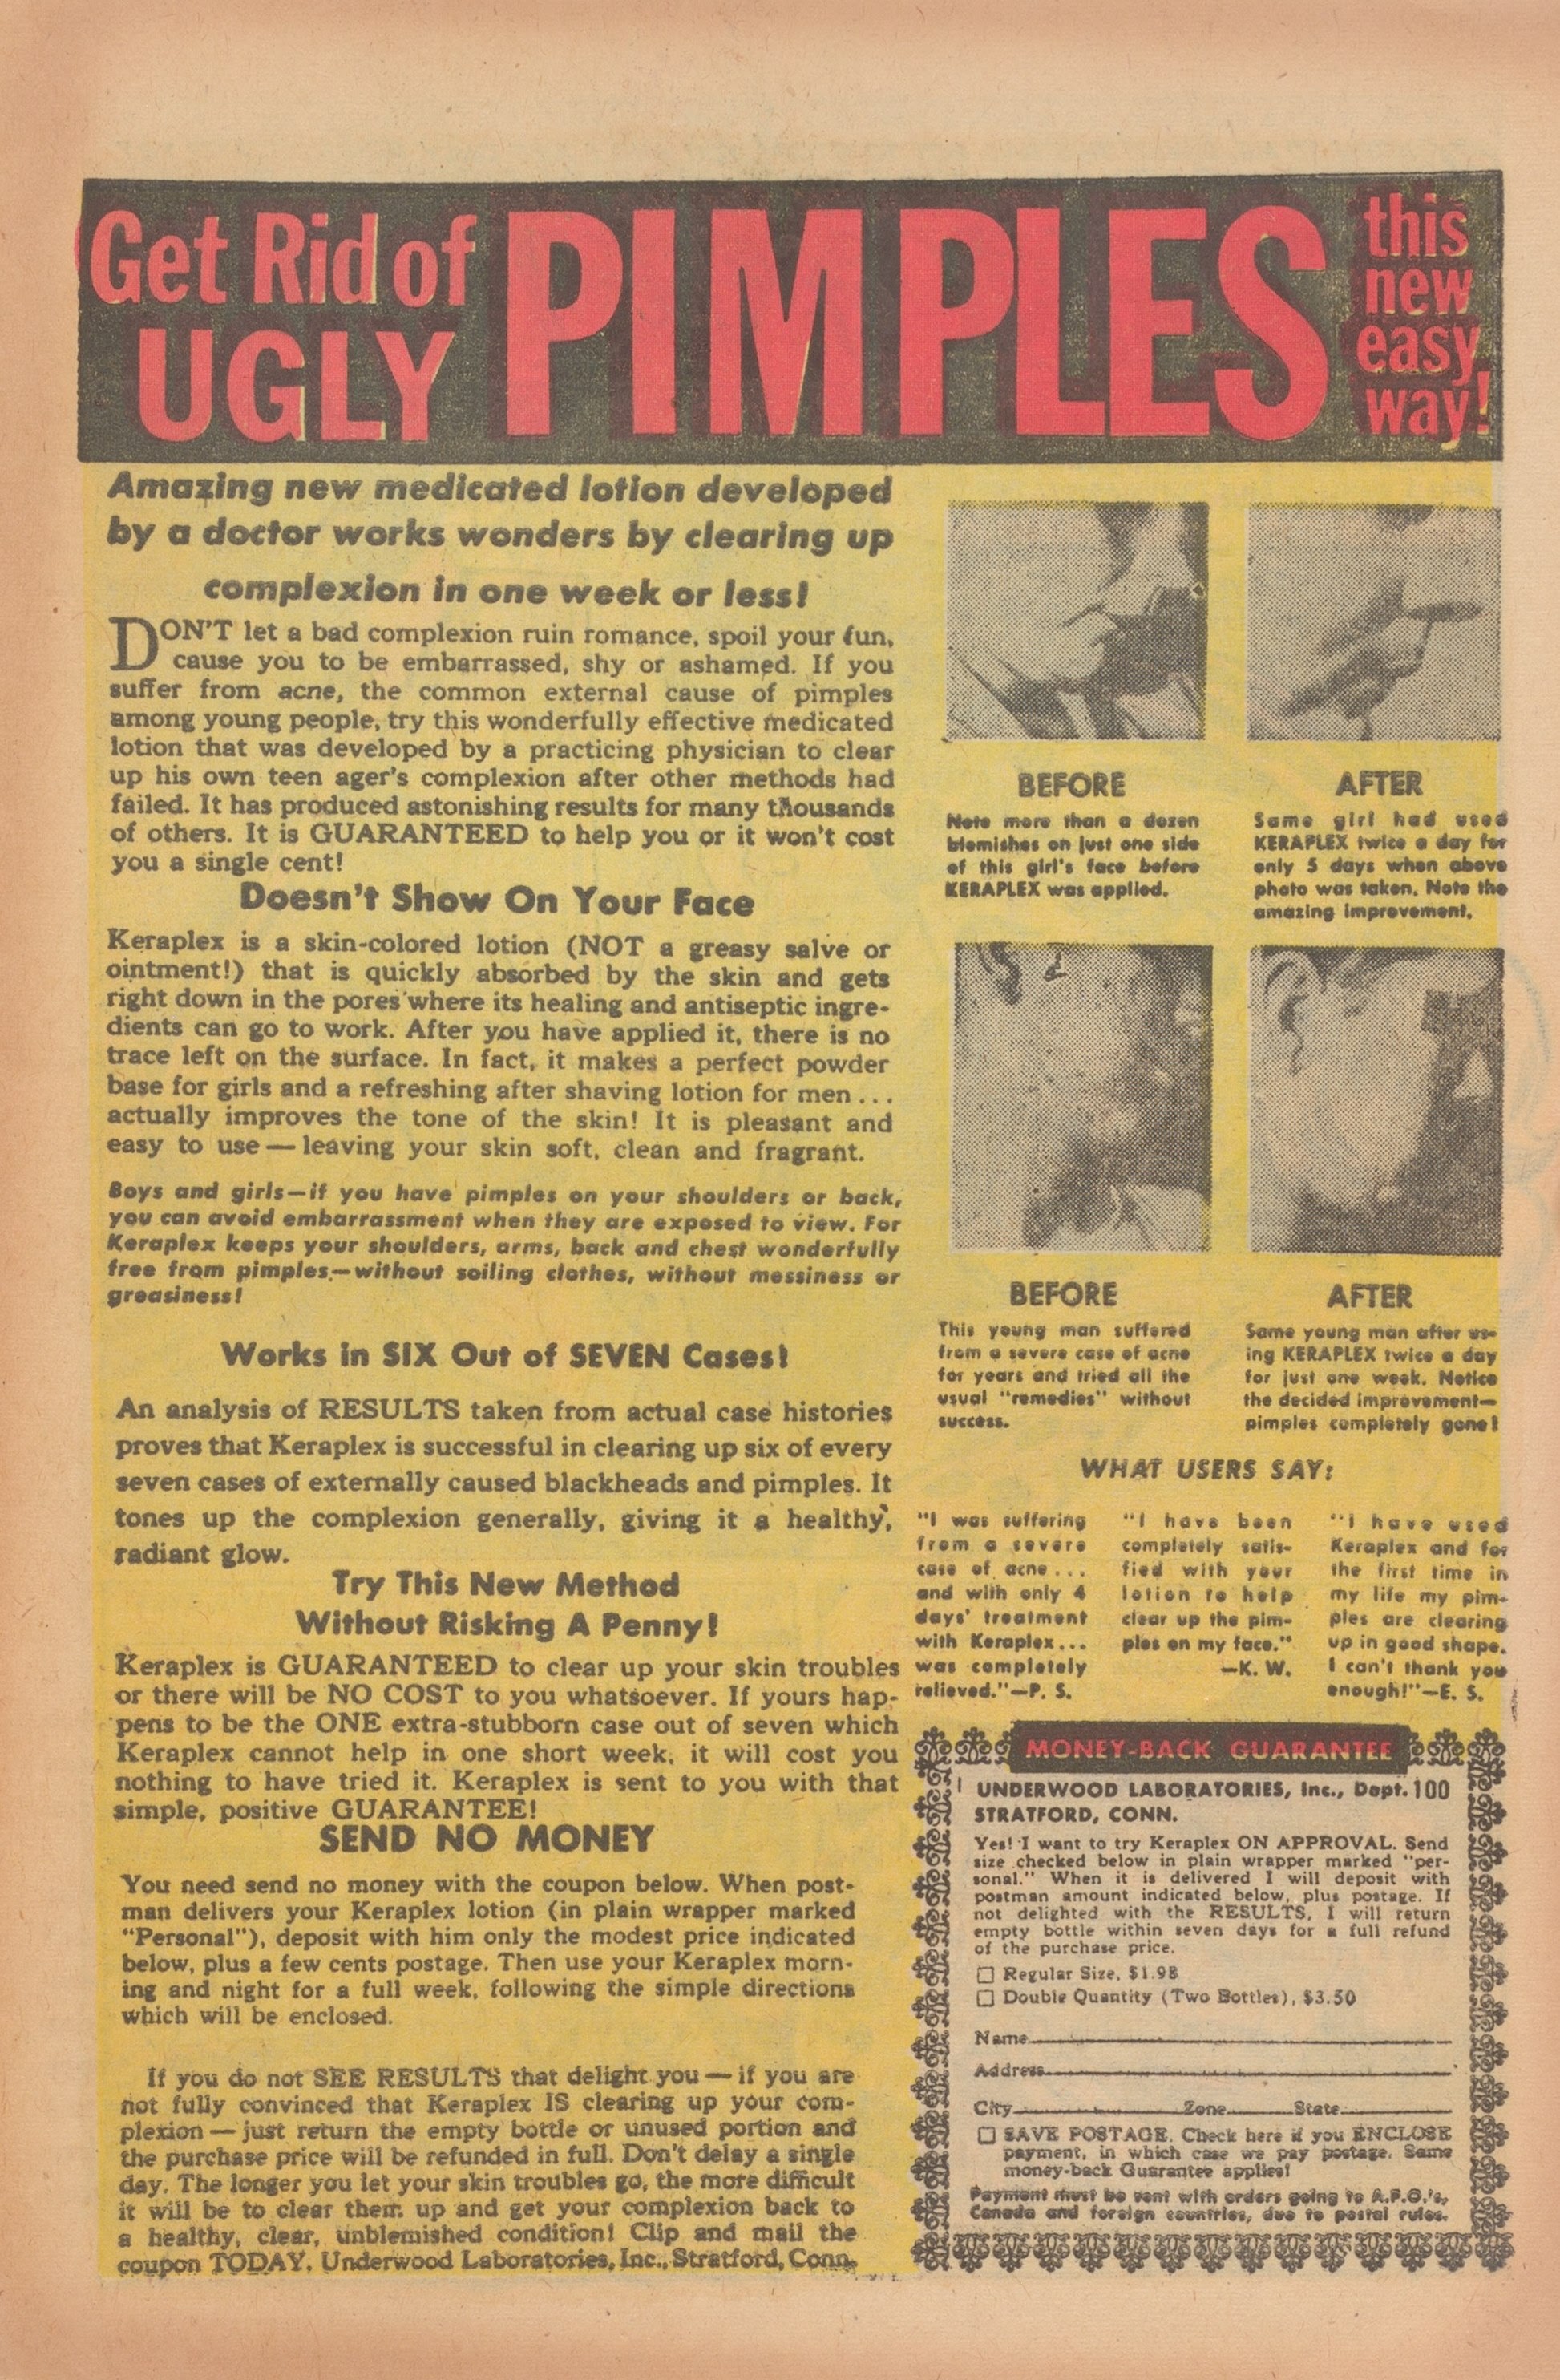 Get Rid of
UGLY
PIMPLES
this
new
easy
way!
Amazing new medicated lotion developed
by a doctor works wonders by clearing up
complexion in one week or less!
DON'T let a bad complexion ruin romance, spoil your fun,
cause you to be embarrassed, shy or ashamed. If you
suffer from acne, the common external cause of pimples
among young people, try this wonderfully effective medicated
lotion that was developed by a practicing physician to clear
up his own teen ager's complexion after other methods had
failed. It has produced astonishing results for many thousands
of others. It is GUARANTEED to help you or it won't cost
you a single cent!
Doesn't Show On Your Face
Keraplex is a skin-colored lotion (NOT a greasy salve or
ointment!) that is quickly absorbed by the skin and gets
right down in the pores where its healing and antiseptic ingre-
dients can go to work. After you have applied it, there is no
trace left on the surface. In fact, it makes a perfect powder
base for girls and a refreshing after shaving lotion for men...
actually improves the tone of the skin! It is pleasant and
easy to use—leaving your skin soft, clean and fragrant.
Boys and girls—if you have pimples on your shoulders or back,
you can avoid embarrassment when they are exposed to view. For
Keraplex keeps your shoulders, arms, back and chest wonderfully
free from pimples—without soiling clothes, without messiness or
greasiness!
Works in SIX Out of SEVEN Cases!
An analysis of RESULTS taken from actual case histories
proves that Keraplex is successful in clearing up six of every
seven cases of externally caused blackheads and pimples. It
tones up the complexion generally, giving it a healthy,
radiant glow.
Try This New Method
Without Risking A Penny!
Keraplex is GUARANTEED to clear up your skin troubles
or there will be NO COST to you whatsoever. If yours hap-
pens to be the ONE extra-stubborn case out of seven which
Keraplex cannot help in one short week, it will cost you
nothing to have tried it. Keraplex is sent to you with that
simple, positive GUARANTEE!
SEND NO MONEY
You need send no money with the coupon below. When post-
man delivers your Keraplex lotion (in plain wrapper marked
"Personal"), deposit with him only the modest price indicated
below, plus a few cents postage. Then use your Keraplex morn-
ing and night for a full week, following the simple directions
which will be enclosed.
If you do not SEE RESULTS that delight you—if you are
not fully convinced that Keraplex IS clearing up your com-
plexion—just return the empty bottle or unused portion and
the purchase price will be refunded in full. Don't delay a single
day. The longer you let your skin troubles go, the more difficult
it will be to clear them up and get your complexion back to
a healthy, clear, unblemished condition! Clip and mail the
coupon TODAY. Underwood Laboratories, Inc., Stratford, Conn.
BEFORE
Note more than a dozen
blemishes on just one side
of this girl's face before
KERAPLEX was applied.
AFTER
Same girl had used
KERAPLEX twice a day for
only 5 days when above
photo was taken. Note the
amazing improvement.
BEFORE
This young man suffered
from a severe case of acne
for years and tried all the
usual "remedies" without
success.
AFTER
Same young man after us-
ing KERAPLEX twice a day
for just one week. Notice
the decided improvement—
pimples completely gone!
WHAT USERS SAY:
"I was suffering
from a severe
case of acne...
and with only 4
days' treatment
with Keraplex...
was completely
relieved."—P. S.
"I have been
completely satis-
fied with your
lotion to help
clear up the pim-
ples on my face."
—K. W.
"I have used
Keraplex and for
the first time in
my life my pim-
ples are clearing
up in good shape.
I can't thank you
enough!"—E. S.
MONEY-BACK GUARANTEE
UNDERWOOD LABORATORIES, Inc., Dept. 100
STRATFORD, CONN.
Yes! I want to try Keraplex ON APPROVAL. Send
size checked below in plain wrapper marked "per-
sonal." When it is delivered I will deposit with
postman amount indicated below, plus postage. If
not delighted with the RESULTS, I will return
empty bottle within seven days for a full refund
of the purchase price.
□ Regular Size, $1.98
□ Double Quantity (Two Bottles), $3.50
Name
Address
City Zone State
□ SAVE POSTAGE. Check here if you ENCLOSE
payment, in which case we pay postage. Same
money-back Guarantee applies!
Payment must be sent with orders going to A.P.O.'s,
Canada and foreign countries, due to postal rules.